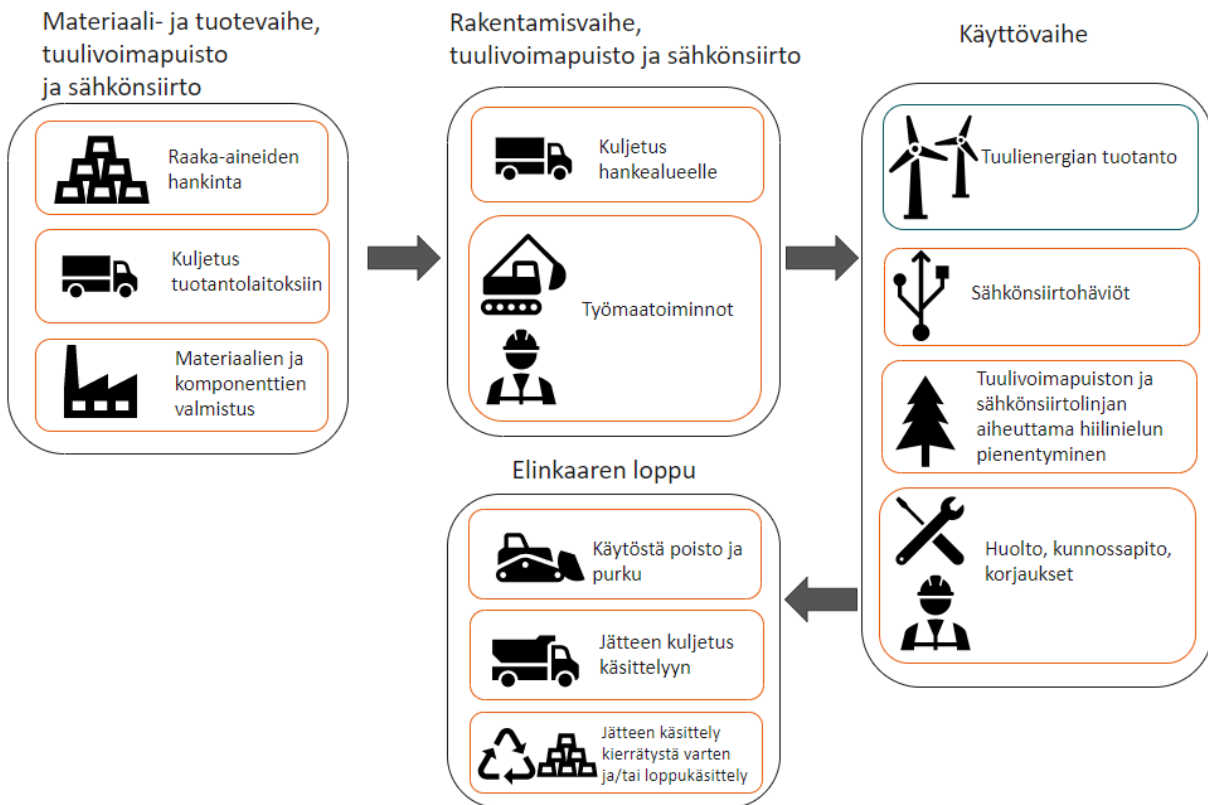 Materiaali- ja tuotevaihe,
tuulivoimapuisto
ja sähkönsiirto
Raaka-aineiden
hankinta
Kuljetus
tuotantolaitoksiin
Materiaalien ja
komponenttien
valmistus
Rakentamisvaihe,
tuulivoimapuisto ja sähkönsiirto
Kuljetus
hankealueelle
Työmaatoiminnot
Käyttövaihe
Tuulienergian tuotanto
Sähkönsiirtohäviöt
Tuulivoimapuiston ja
sähkönsiirtolinjan
aiheuttama hiilinielun
pienentyminen
Huolto, kunnossapito,
korjaukset
Elinkaaren loppu
Käytöstä poisto ja
purku
Jätteen kuljetus
käsittelyyn
Jätteen käsittely
kierrätystä varten
ja/tai loppukäsittely